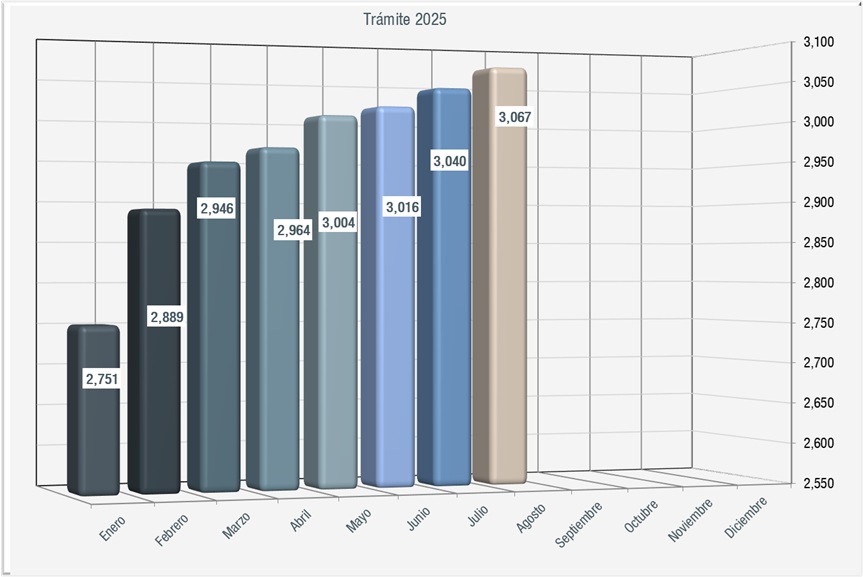 Trámite 2025
3,100
3,050
3,000
2,950
2,900
2,850
2,800
2,750
2,700
2,650
2,600
2,550
2,751
2,889
2,946
2,964
3,004
3,016
3,040
3,067
Enero
Febrero
Marzo
Abril
Mayo
Junio
Julio
Agosto
Septiembre
Octubre
Noviembre
Diciembre